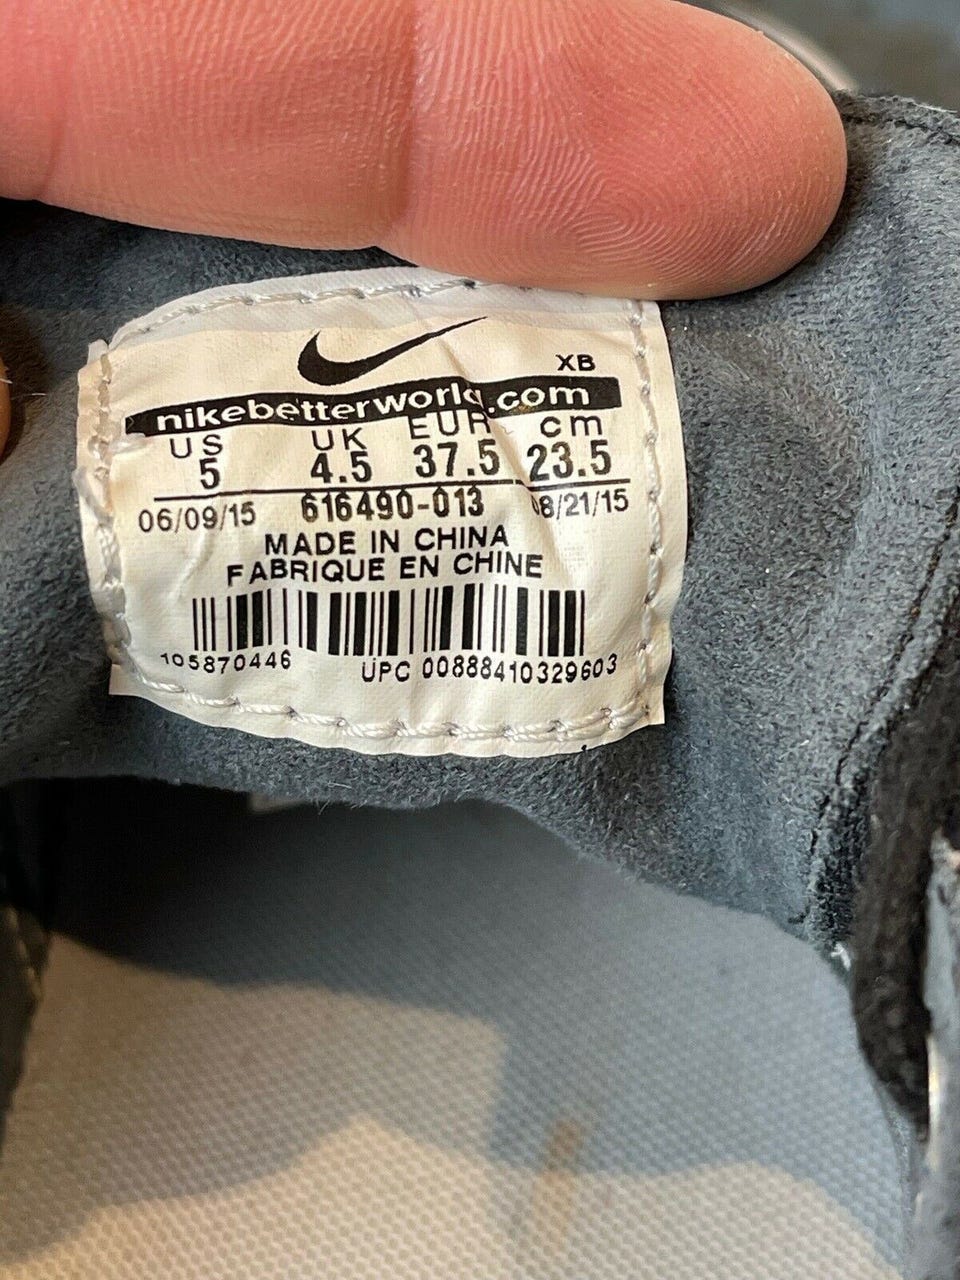 XB
nikebetterworld.com
US UK EUR cm
5 4.5 37.5 23.5
06/09/15 616490-013 08/21/15
MADE IN CHINA
FABRIQUE EN CHINE
105870446 UPC 00888410329603